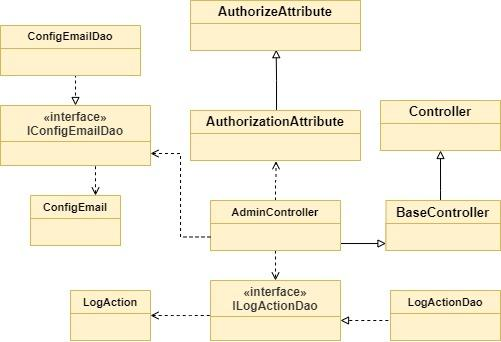 AuthorizeAttribute
ConfigEmailDao
«interface»
IConfigEmailDao
AuthorizationAttribute
Controller
ConfigEmail
AdminController
BaseController
«interface»
ILogActionDao
LogAction
LogActionDao